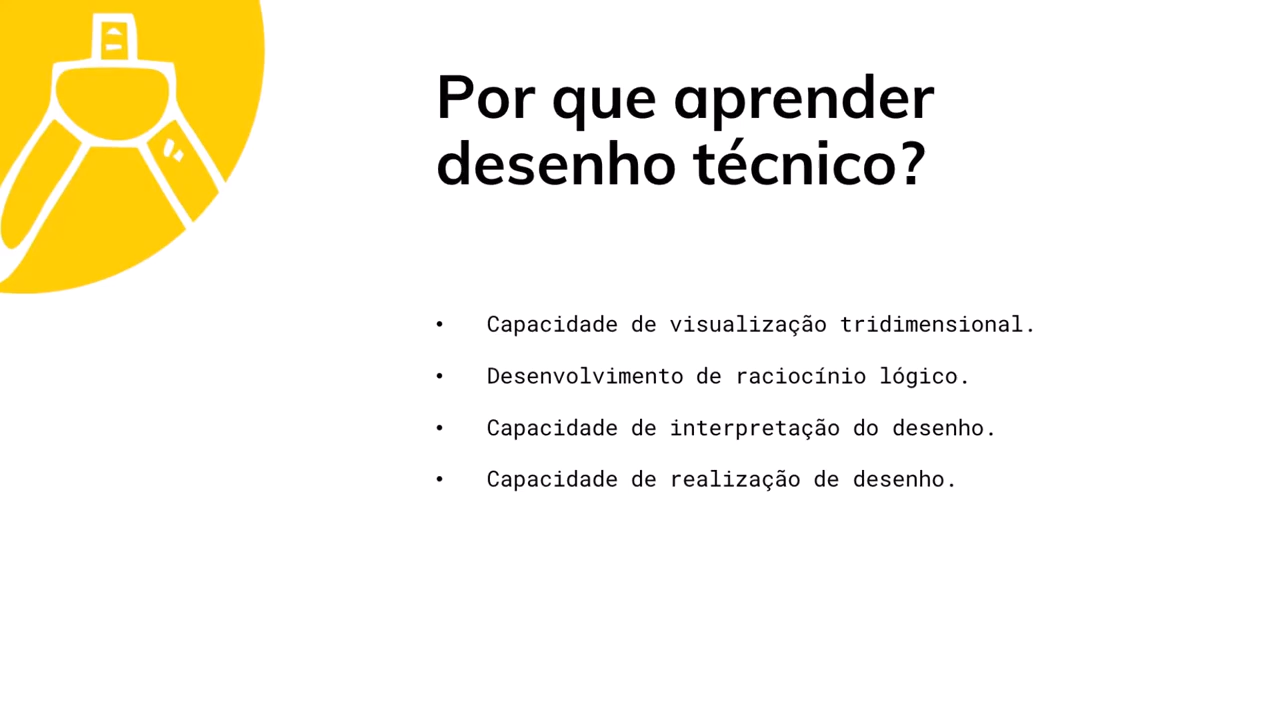 Por que aprender
desenho técnico?
• Capacidade de visualização tridimensional.
• Desenvolvimento de raciocínio lógico.
• Capacidade de interpretação do desenho.
• Capacidade de realização de desenho.